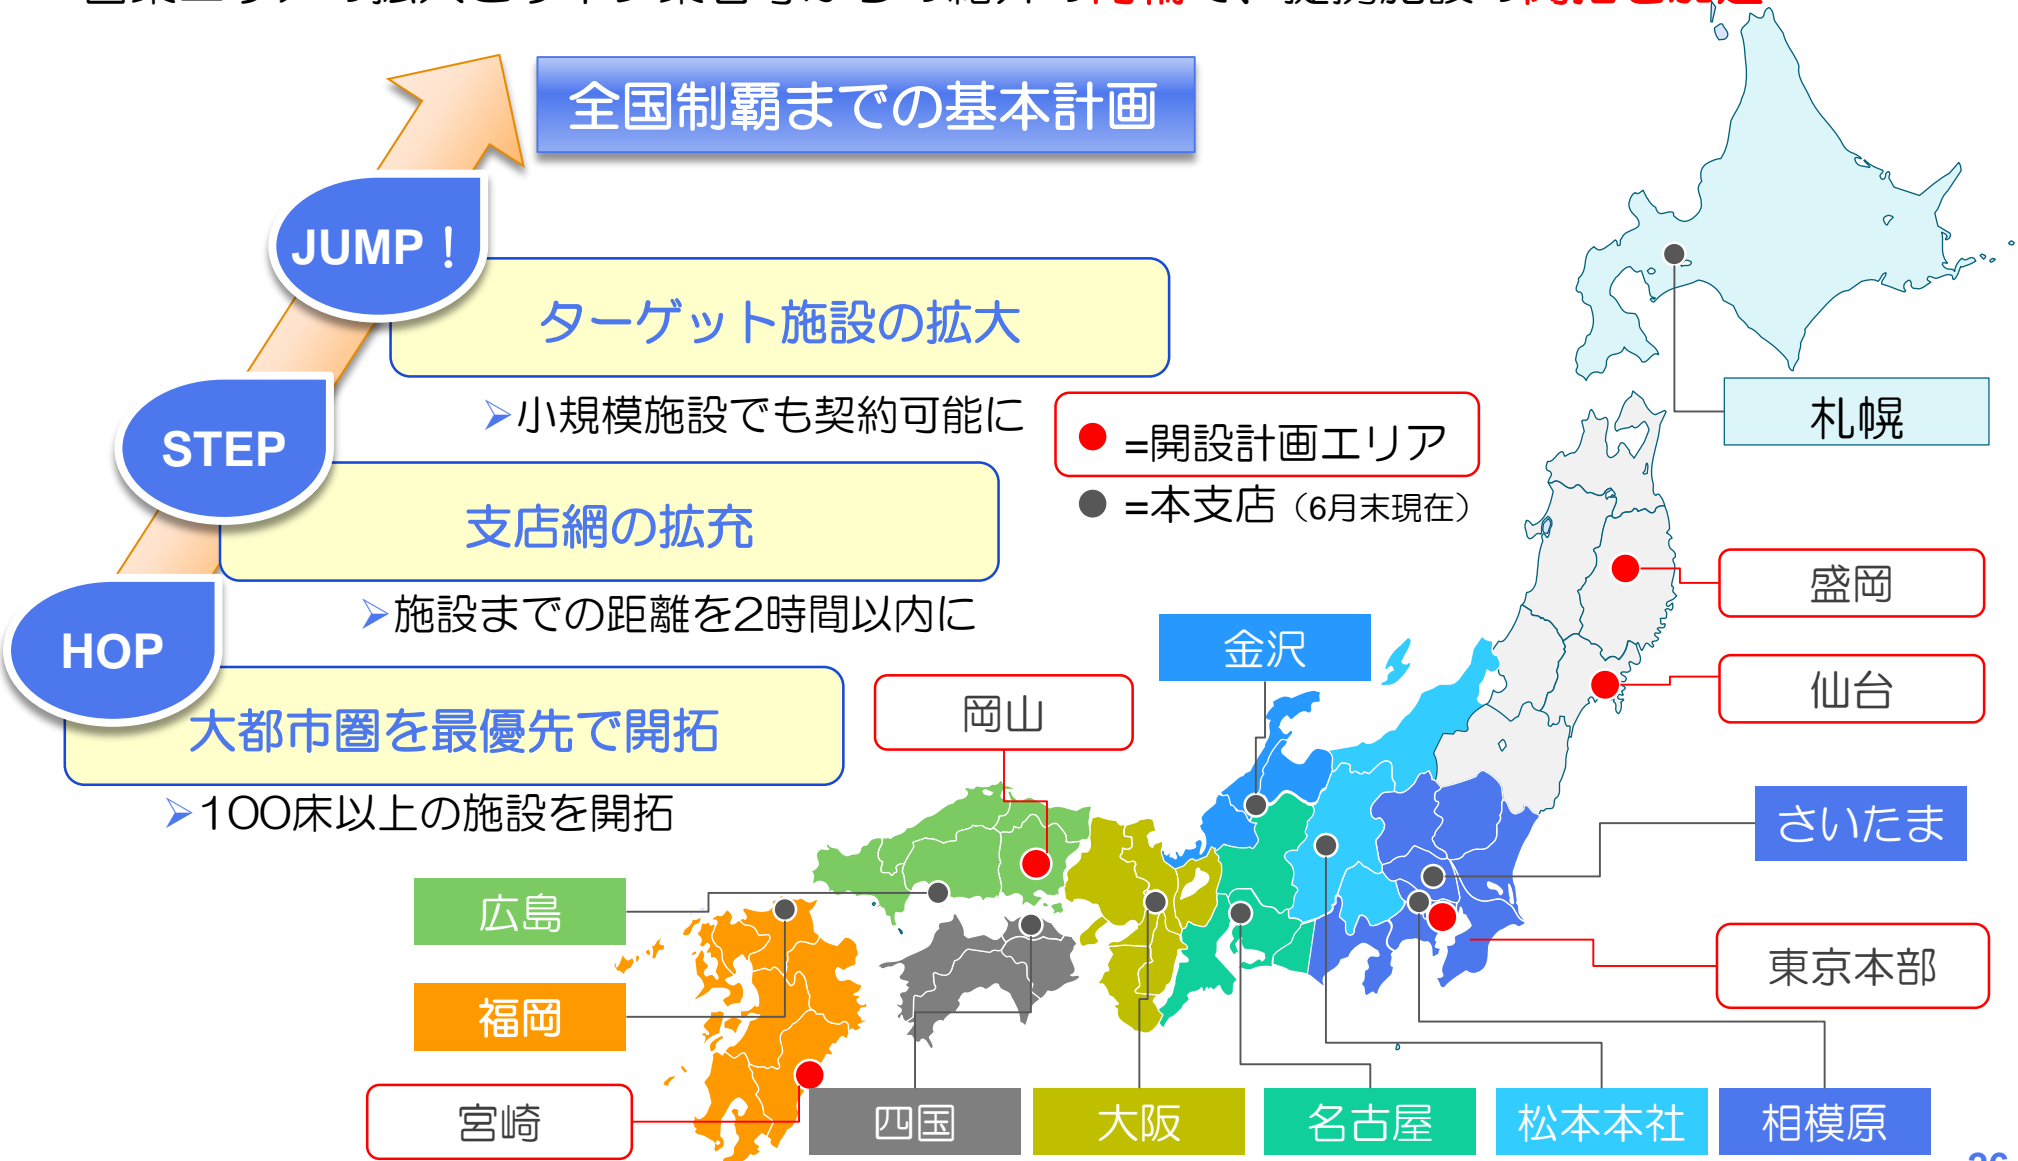 全国制覇までの基本計画
JUMP！
ターゲット施設の拡大
➢小規模施設でも契約可能に
STEP
支店網の拡充
➢施設までの距離を2時間以内に
HOP
大都市圏を最優先で開拓
➢100床以上の施設を開拓
● =開設計画エリア
● =本支店（6月末現在）
札幌
盛岡
仙台
金沢
岡山
さいたま
広島
東京本部
福岡
宮崎
四国
大阪
名古屋
松本本社
相模原